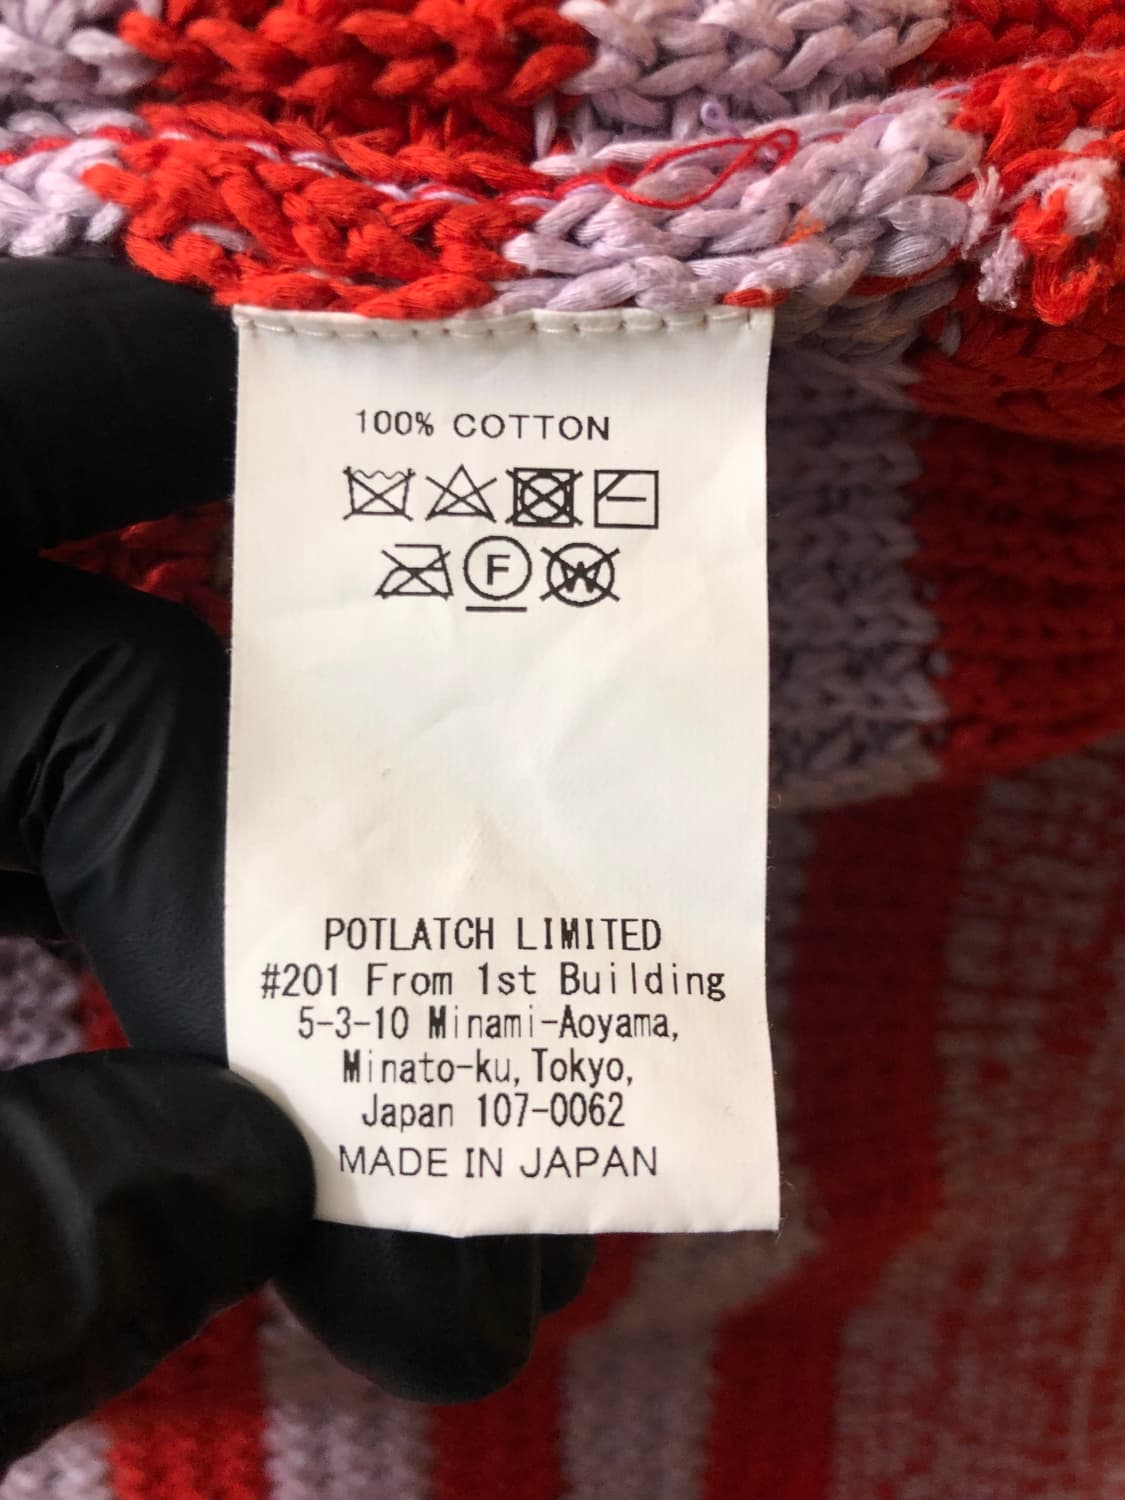 100% COTTON
F W
POTLATCH LIMITED
#201 From 1st Building
5-3-10 Minami-Aoyama,
Minato-ku, Tokyo,
Japan 107-0062
MADE IN JAPAN